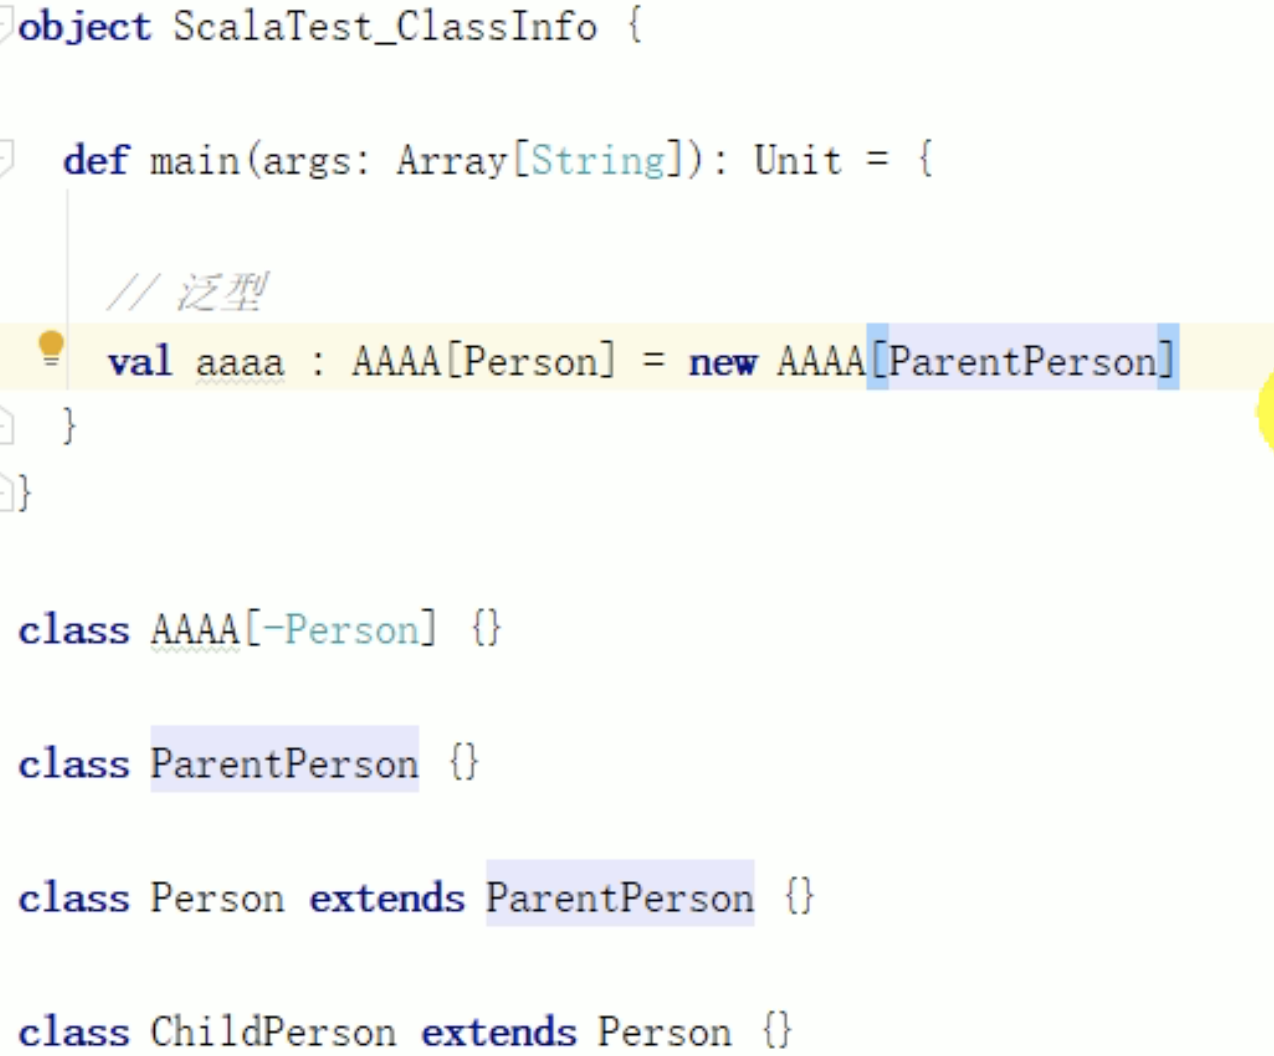 object ScalaTest_ClassInfo {
def main(args: Array[String]): Unit = {
// 泛型
val aaaa : AAAA[Person] = new AAAA[ParentPerson]
}
}
class AAAA[-Person] {}
class ParentPerson {}
class Person extends ParentPerson {}
class ChildPerson extends Person {}